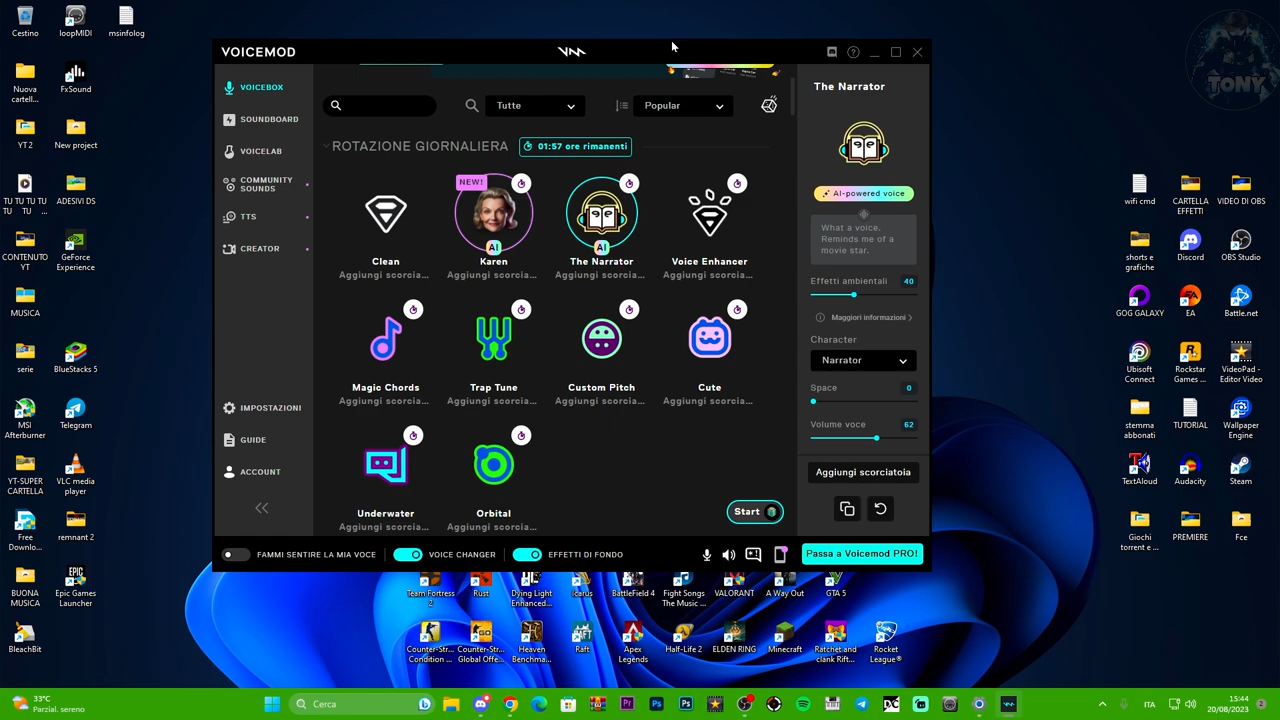 Cestino
loopMIDI
msinfolog
Nuova
cartell...
FxSound
YT 2
New project
TU TU TU TU
TU TU ...
ADESIVI DS
CONTENUTO
YT
GeForce
Experience
MUSICA
serie
BlueStacks 5
MSI
Afterburner
Telegram
YT-SUPER
CARTELLA
VLC media
player
Free
Downlo...
remnant 2
BUONA
MUSICA
Epic Games
Launcher
BleachBit
VOICEMOD
VOICEBOX
SOUNDBOARD
VOICELAB
COMMUNITY
SOUNDS
TTS
CREATOR
IMPOSTAZIONI
GUIDE
ACCOUNT
Tutte
Popular
ROTAZIONE GIORNALIERA
01:57 ore rimanenti
NEW!
AI
AI
Clean
Karen
The Narrator
Voice Enhancer
Aggiungi scorcia...
Aggiungi scorcia...
Aggiungi scorcia...
Aggiungi scorcia...
Magic Chords
Trap Tune
Custom Pitch
Cute
Aggiungi scorcia...
Aggiungi scorcia...
Aggiungi scorcia...
Aggiungi scorcia...
Underwater
Orbital
Aggiungi scorcia...
Aggiungi scorcia...
Start
The Narrator
AI-powered voice
What a voice.
Reminds me of a
movie star.
Effetti ambientali 40
Maggiori informazioni
Character
Narrator
Space 0
Volume voce 62
Aggiungi scorciatoia
FAMMI SENTIRE LA MIA VOCE
VOICE CHANGER
EFFETTI DI FONDO
Passa a Voicemod PRO!
TONY
wifi cmd
CARTELLA
EFFETTI
VIDEO DI OBS
shorts e
grafiche
Discord
OBS Studio
GOG GALAXY
EA
Battle.net
Ubisoft
Connect
Rockstar
Games ...
VideoPad -
Editor Video
stemma
abbonati
TUTORIAL
Wallpaper
Engine
TextAloud
Audacity
Steam
Giochi
torrent e ...
PREMIERE
Fce
Team Fortress
2
Rust
Dying Light
Enhanced...
Icarus
BattleField 4
Fight Songs
The Music ...
VALORANT
A Way Out
GTA 5
Counter-Str...
Condition ...
Counter-Str...
Global Offe...
Heaven
Benchma...
Raft
Apex
Legends
Half-Life 2
ELDEN RING
Minecraft
Ratchet and
clank Rift...
Rocket
League®
33°C
Parzial. sereno
Cerca
ITA
15:44
20/08/2023